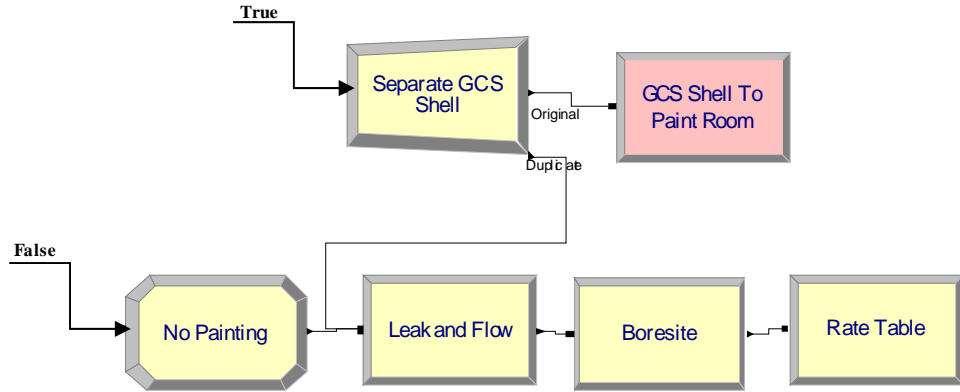 True
Separate GCS
Shell
GCS Shell To
Paint Room
Original
Duplicate
False
No Painting
Leak and Flow
Boresite
Rate Table